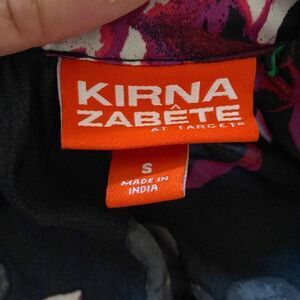 KIRNA
ZABÊTE
AT TARGET
S
MADE IN
INDIA